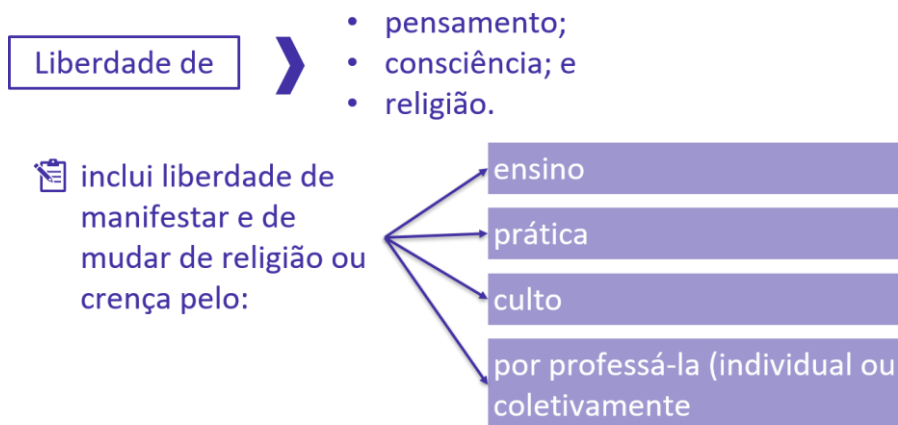 Liberdade de
• pensamento;
• consciência; e
• religião.
inclui liberdade de
manifestar e de
mudar de religião ou
crença pelo:
ensino
prática
culto
por professá-la (individual ou
coletivamente